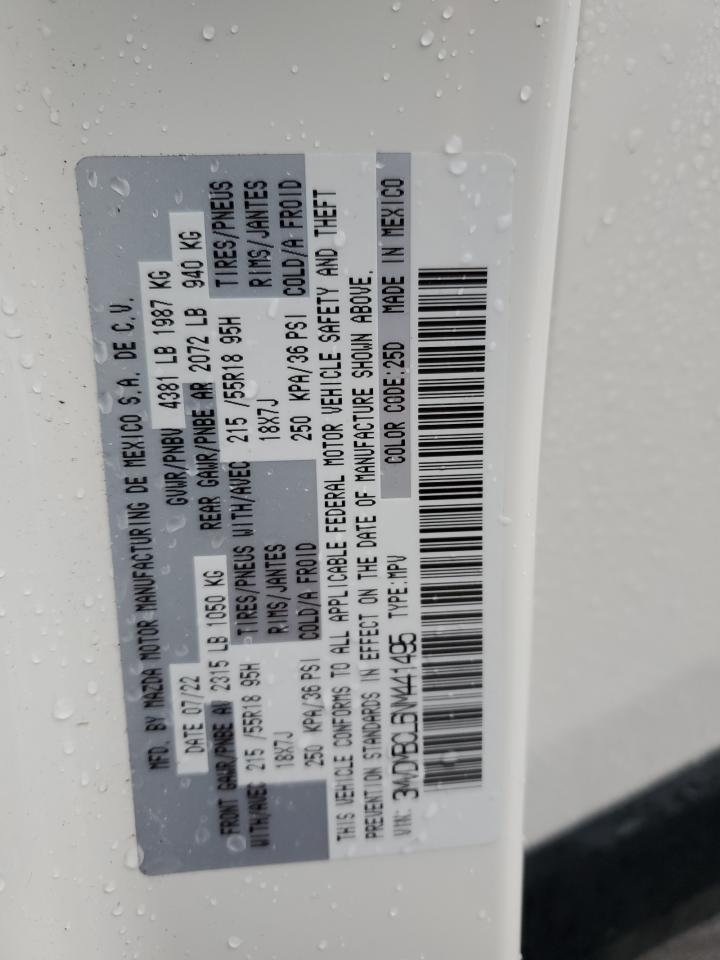 MFD. BY MAZDA MOTOR MANUFACTURING DE MEXICO S.A. DE C.V.
DATE 07/22 GVWR/PNBV 4381 LB 1987 KG
FRONT GAWR/PNBE AV 2315 LB 1050 KG REAR GAWR/PNBE AR 2072 LB 940 KG
WITH/AVEC 215 /55R18 95H TIRES/PNEUS WITH/AVEC 215 /55R18 95H TIRES/PNEUS
18X7J RIMS/JANTES 18X7J RIMS/JANTES
250 KPA/36 PSI COLD/A FROID 250 KPA/36 PSI COLD/A FROID
THIS VEHICLE CONFORMS TO ALL APPLICABLE FEDERAL MOTOR VEHICLE SAFETY AND THEFT
PREVENTION STANDARDS IN EFFECT ON THE DATE OF MANUFACTURE SHOWN ABOVE.
VIN: 3MVDMBCL6NM441495 TYPE:MPV COLOR CODE:25D MADE IN MEXICO